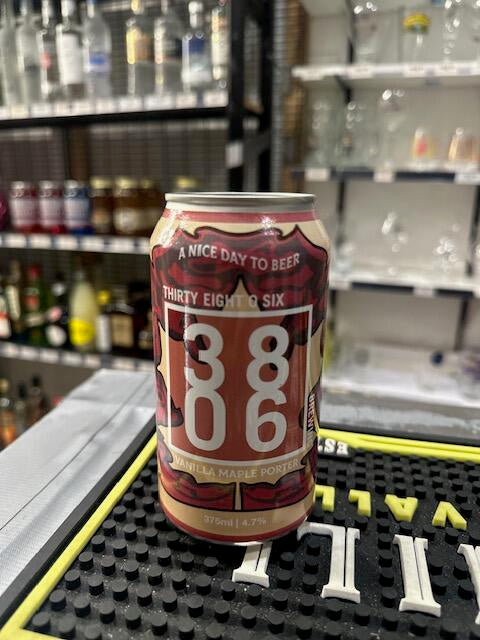 A NICE DAY TO BEER
THIRTY EIGHT O SIX
38
06
VANILLA MAPLE PORTER
375ml | 4.7%